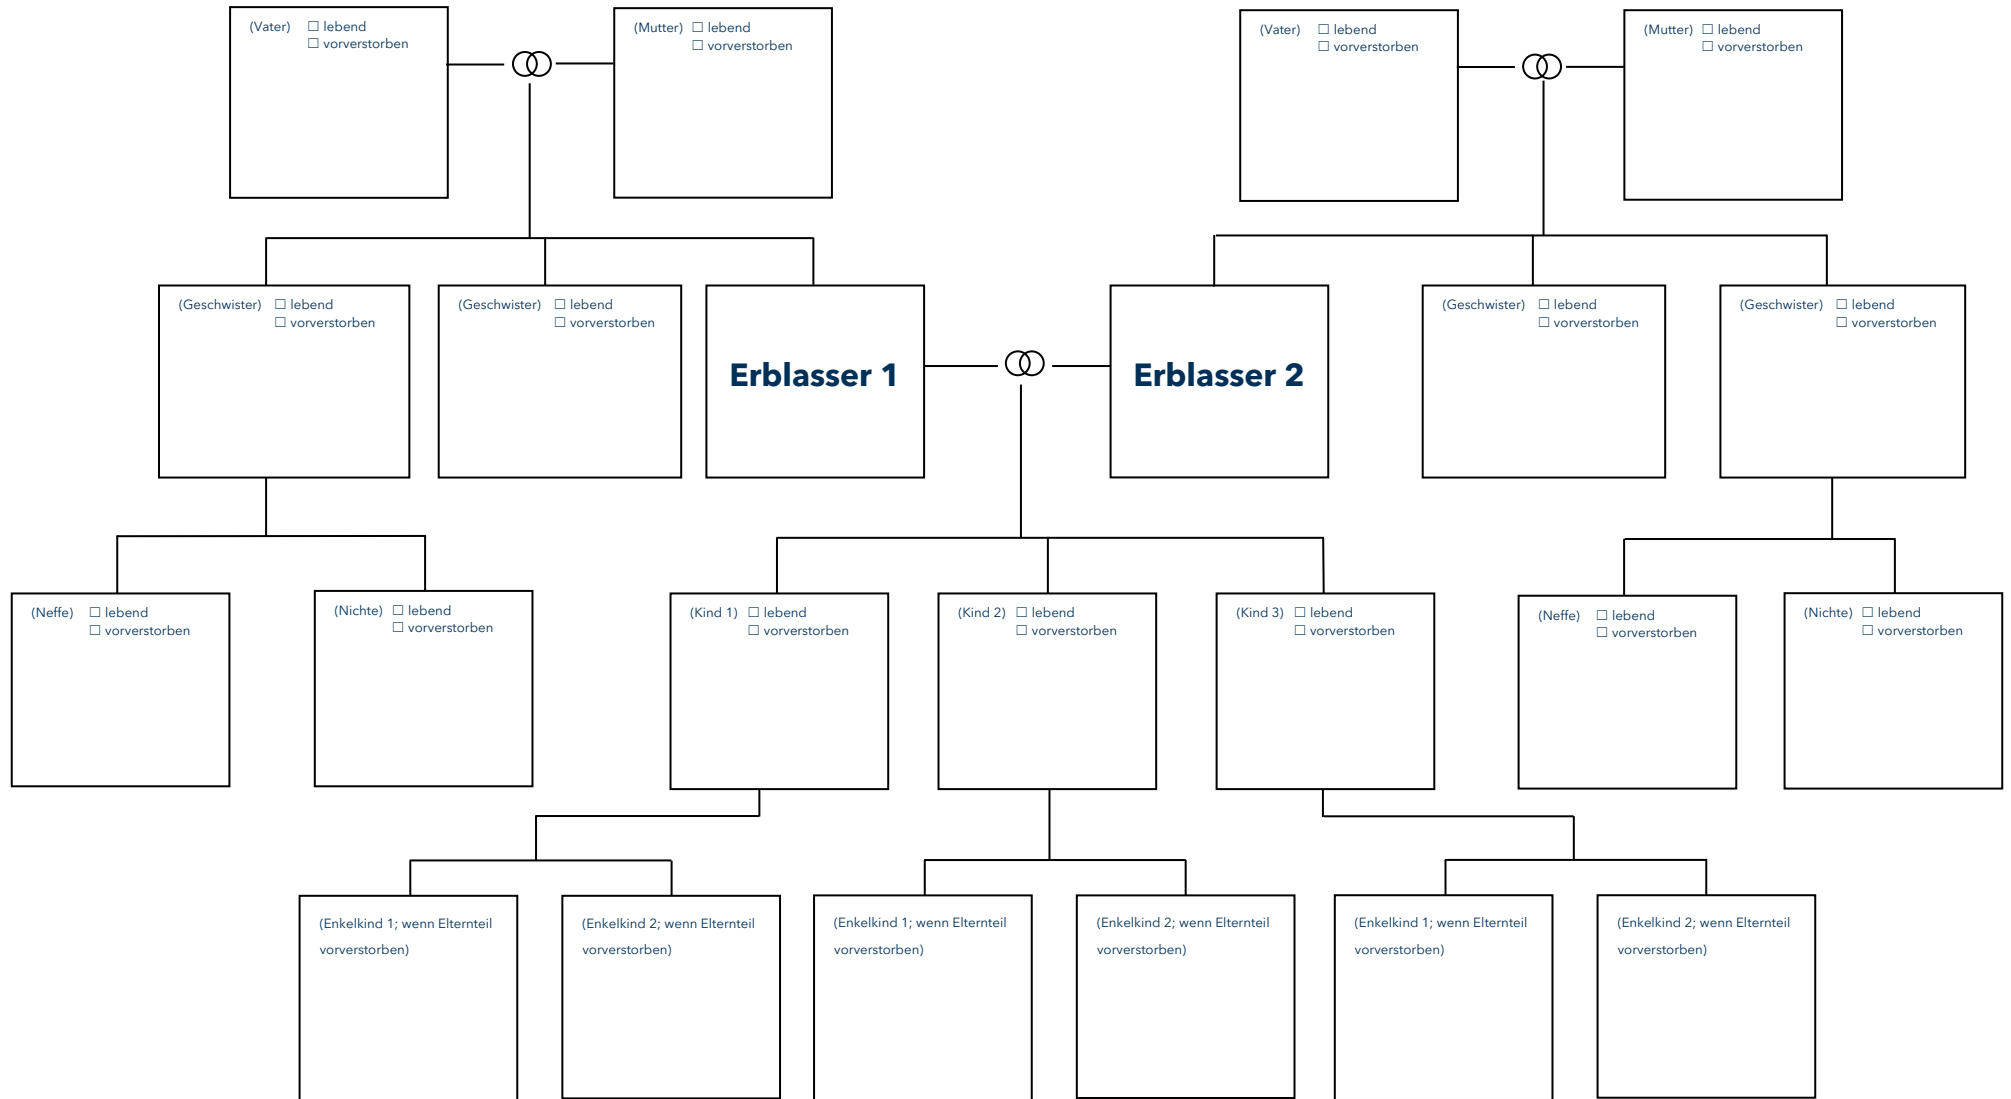 (Vater) ☐ lebend
☐ vorverstorben
(Mutter) ☐ lebend
☐ vorverstorben
(Vater) ☐ lebend
☐ vorverstorben
(Mutter) ☐ lebend
☐ vorverstorben
(Geschwister) ☐ lebend
☐ vorverstorben
(Geschwister) ☐ lebend
☐ vorverstorben
Erblasser 1
Erblasser 2
(Geschwister) ☐ lebend
☐ vorverstorben
(Geschwister) ☐ lebend
☐ vorverstorben
(Neffe) ☐ lebend
☐ vorverstorben
(Nichte) ☐ lebend
☐ vorverstorben
(Kind 1) ☐ lebend
☐ vorverstorben
(Kind 2) ☐ lebend
☐ vorverstorben
(Kind 3) ☐ lebend
☐ vorverstorben
(Neffe) ☐ lebend
☐ vorverstorben
(Nichte) ☐ lebend
☐ vorverstorben
(Enkelkind 1; wenn Elternteil
vorverstorben)
(Enkelkind 2; wenn Elternteil
vorverstorben)
(Enkelkind 1; wenn Elternteil
vorverstorben)
(Enkelkind 2; wenn Elternteil
vorverstorben)
(Enkelkind 1; wenn Elternteil
vorverstorben)
(Enkelkind 2; wenn Elternteil
vorverstorben)